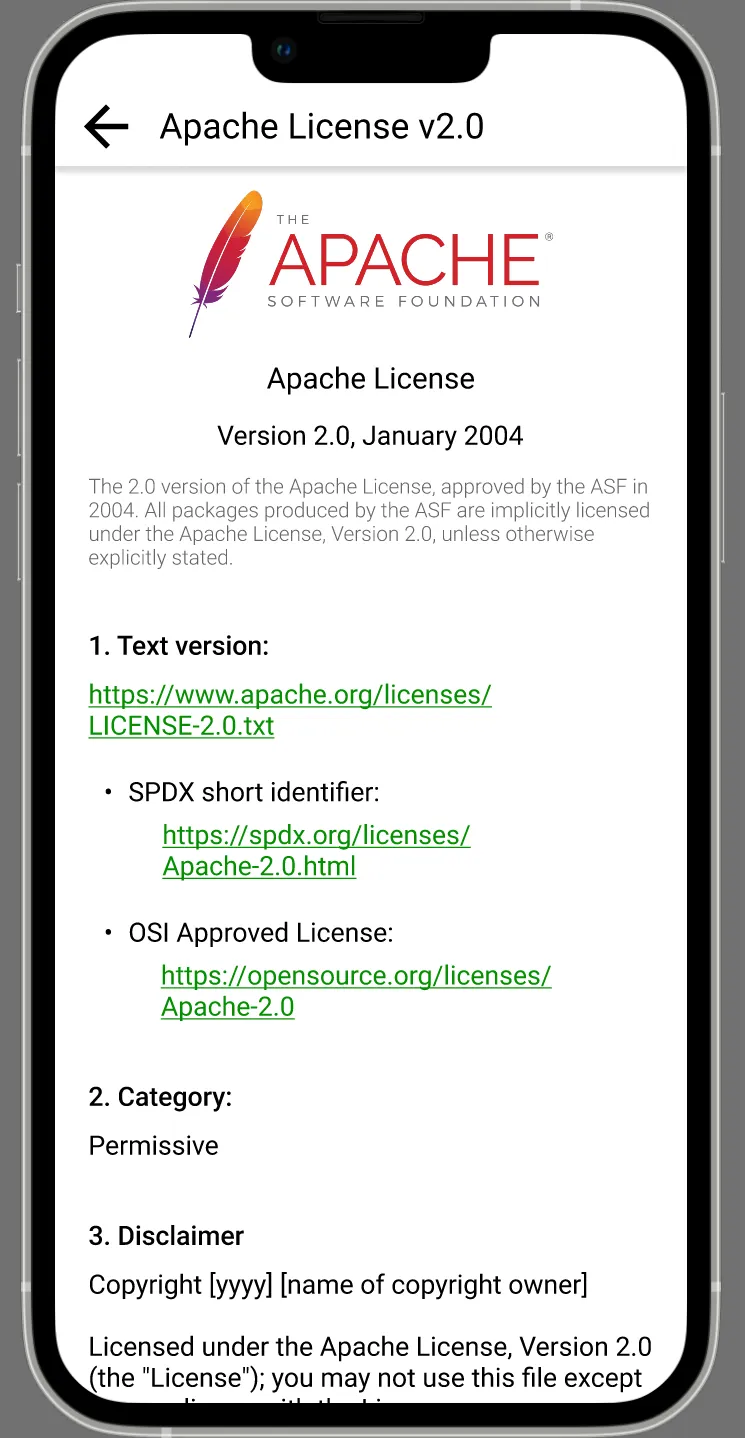 Apache License v2.0
THE
APACHE®
SOFTWARE FOUNDATION
Apache License
Version 2.0, January 2004
The 2.0 version of the Apache License, approved by the ASF in
2004. All packages produced by the ASF are implicitly licensed
under the Apache License, Version 2.0, unless otherwise
explicitly stated.
1. Text version:
https://www.apache.org/licenses/
LICENSE-2.0.txt
• SPDX short identifier:
https://spdx.org/licenses/
Apache-2.0.html
• OSI Approved License:
https://opensource.org/licenses/
Apache-2.0
2. Category:
Permissive
3. Disclaimer
Copyright [yyyy] [name of copyright owner]
Licensed under the Apache License, Version 2.0
(the "License"); you may not use this file except